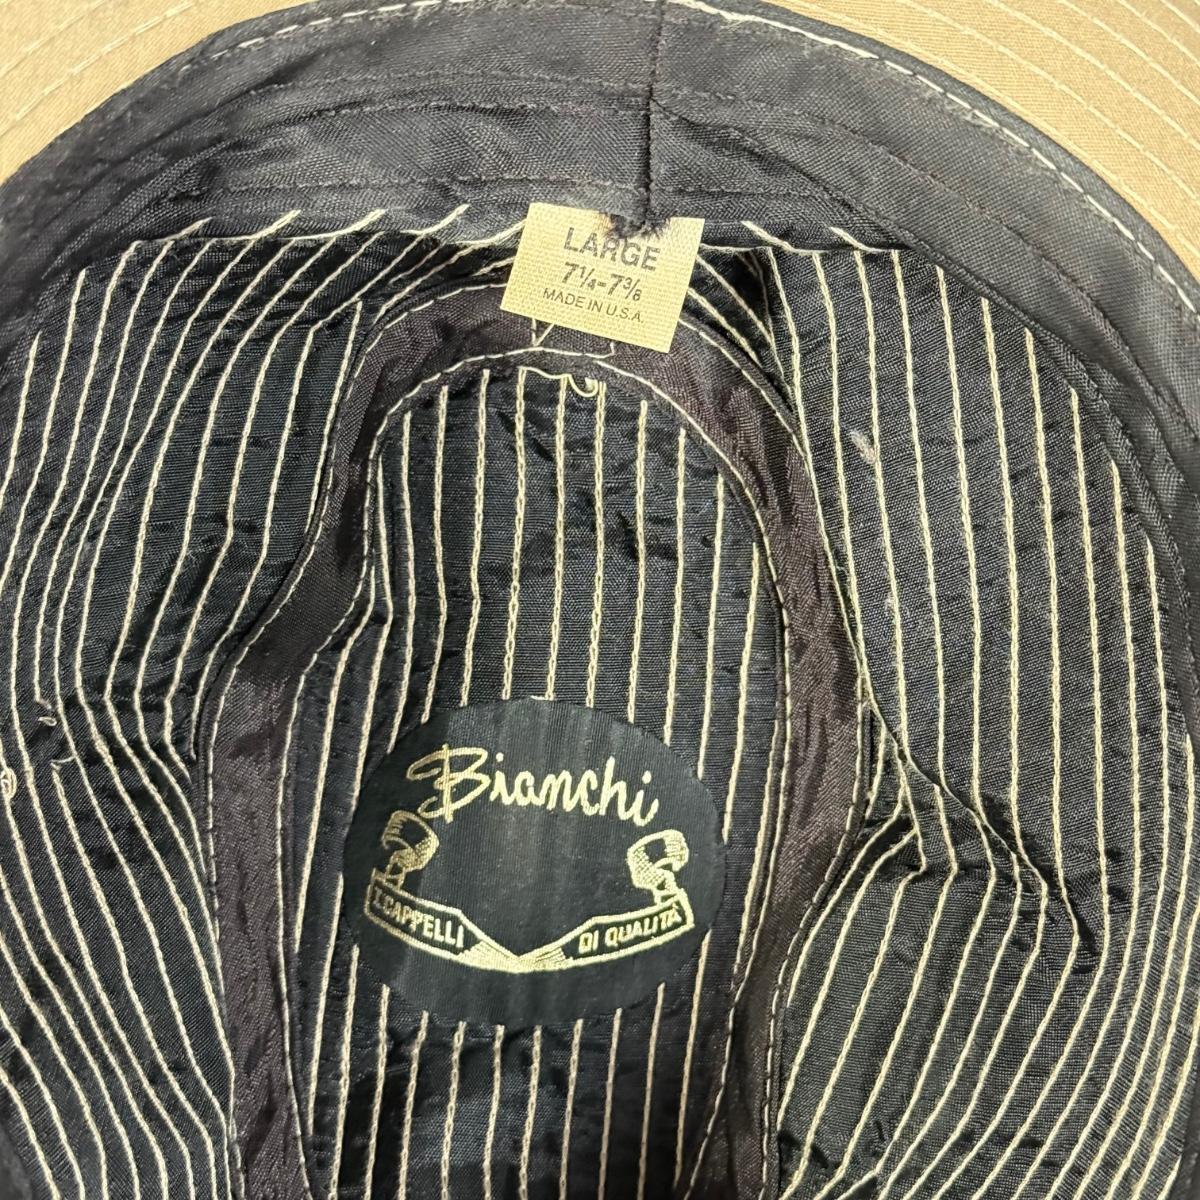 LARGE
7¼-7⅜
MADE IN U.S.A.
Bianchi
I CAPPELLI
DI QUALITÀ